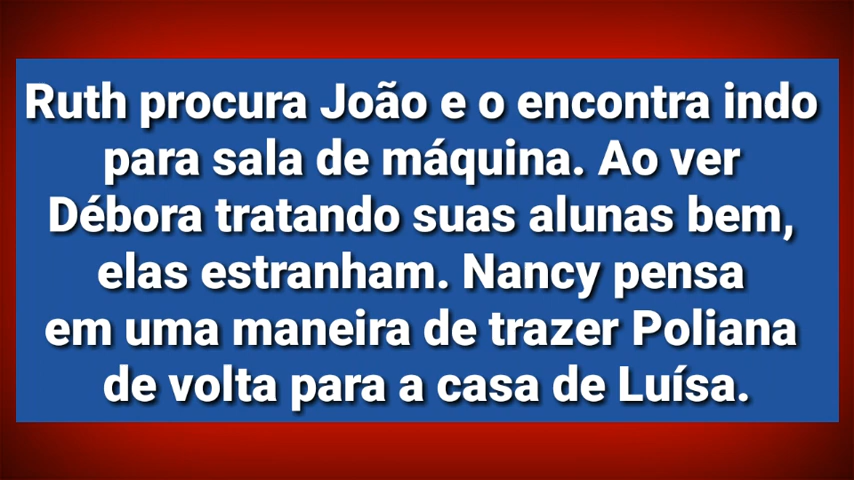 Ruth procura João e o encontra indo
para sala de máquina. Ao ver
Débora tratando suas alunas bem,
elas estranham. Nancy pensa
em uma maneira de trazer Poliana
de volta para a casa de Luísa.